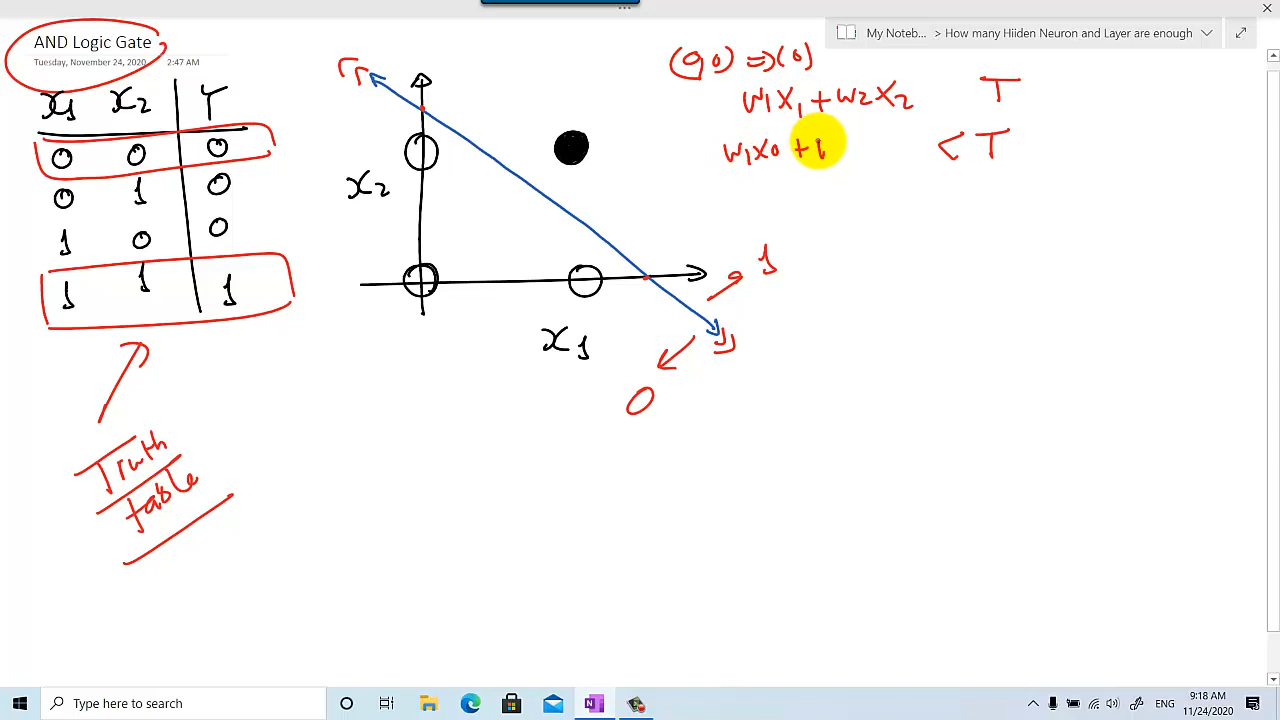 AND Logic Gate
Tuesday, November 24, 2020 2:47 AM
My Noteb... > How many Hiiden Neuron and Layer are enough
x1 x2 Y
0 0 0
0 1 0
1 0 0
1 1 1
Truth
table
x2
x1
1
0
(0,0) => (0)
w1x1 + w2x2 T
w1x0 + < T
Type here to search
ENG
9:18 AM
11/24/2020